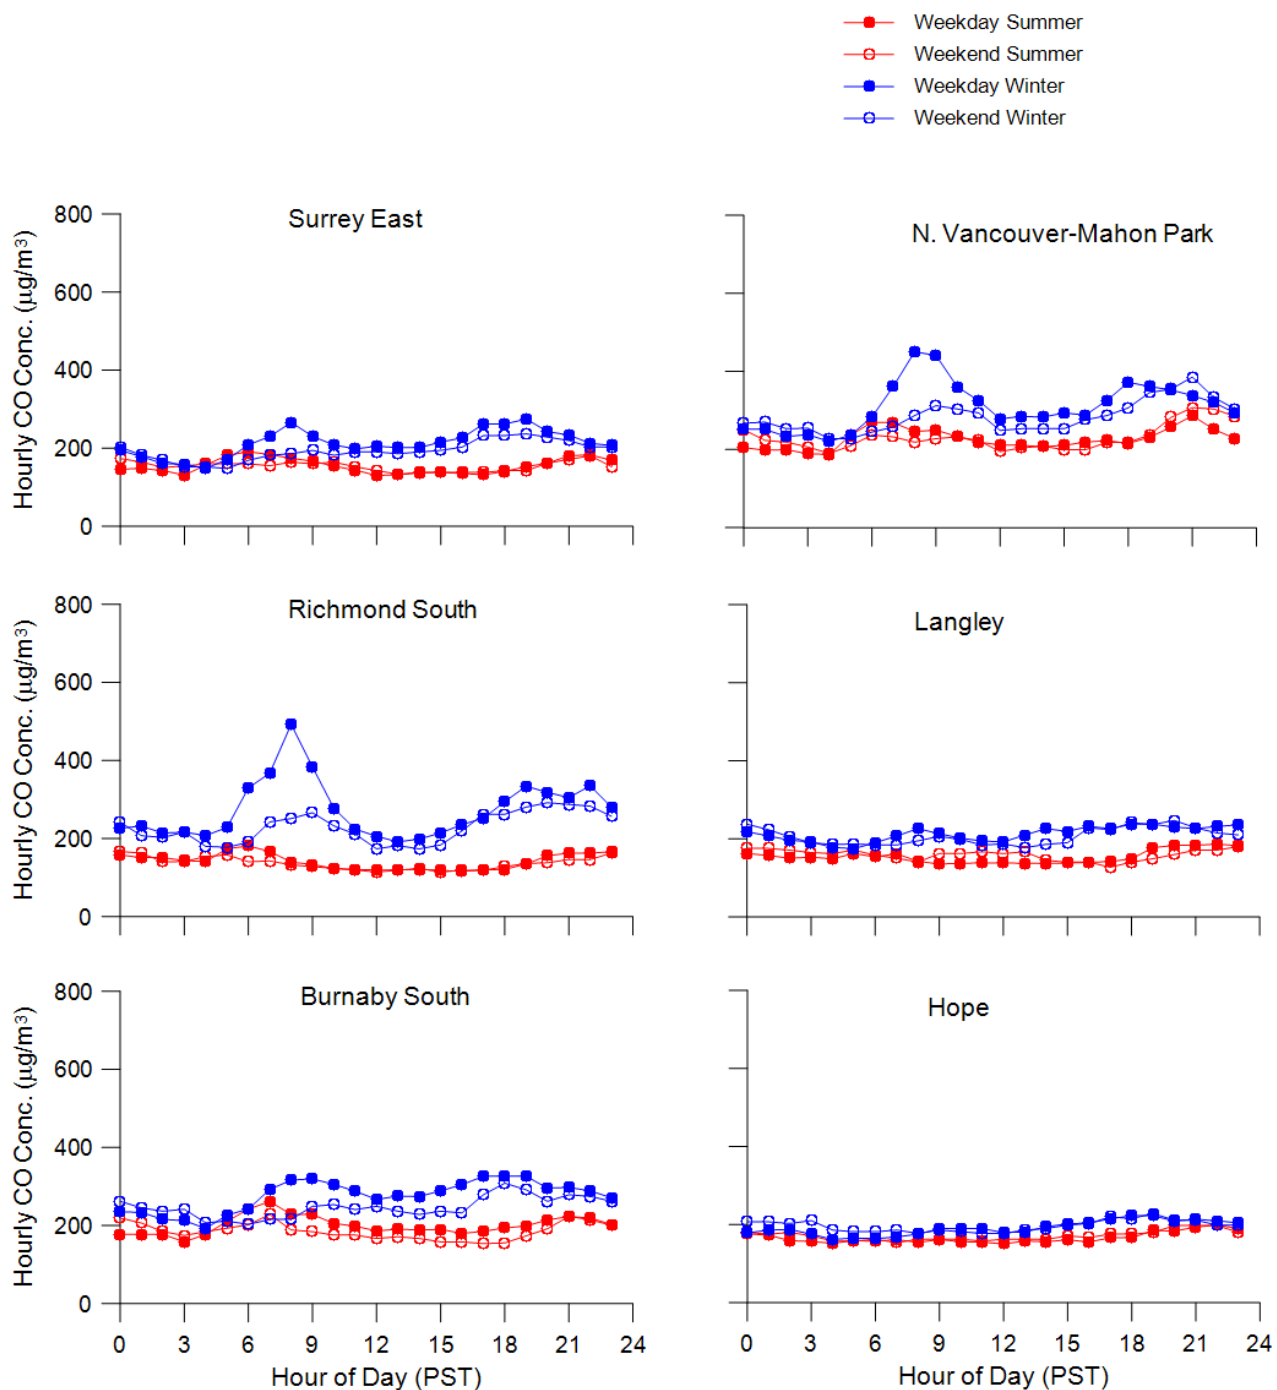 Weekday Summer
Weekend Summer
Weekday Winter
Weekend Winter
Surrey East
800
600
400
200
0
Hourly CO Conc. (µg/m³)
N. Vancouver-Mahon Park
Richmond South
800
600
400
200
0
Hourly CO Conc. (µg/m³)
Langley
Burnaby South
800
600
400
200
0
Hourly CO Conc. (µg/m³)
0 3 6 9 12 15 18 21 24
Hour of Day (PST)
Hope
0 3 6 9 12 15 18 21 24
Hour of Day (PST)